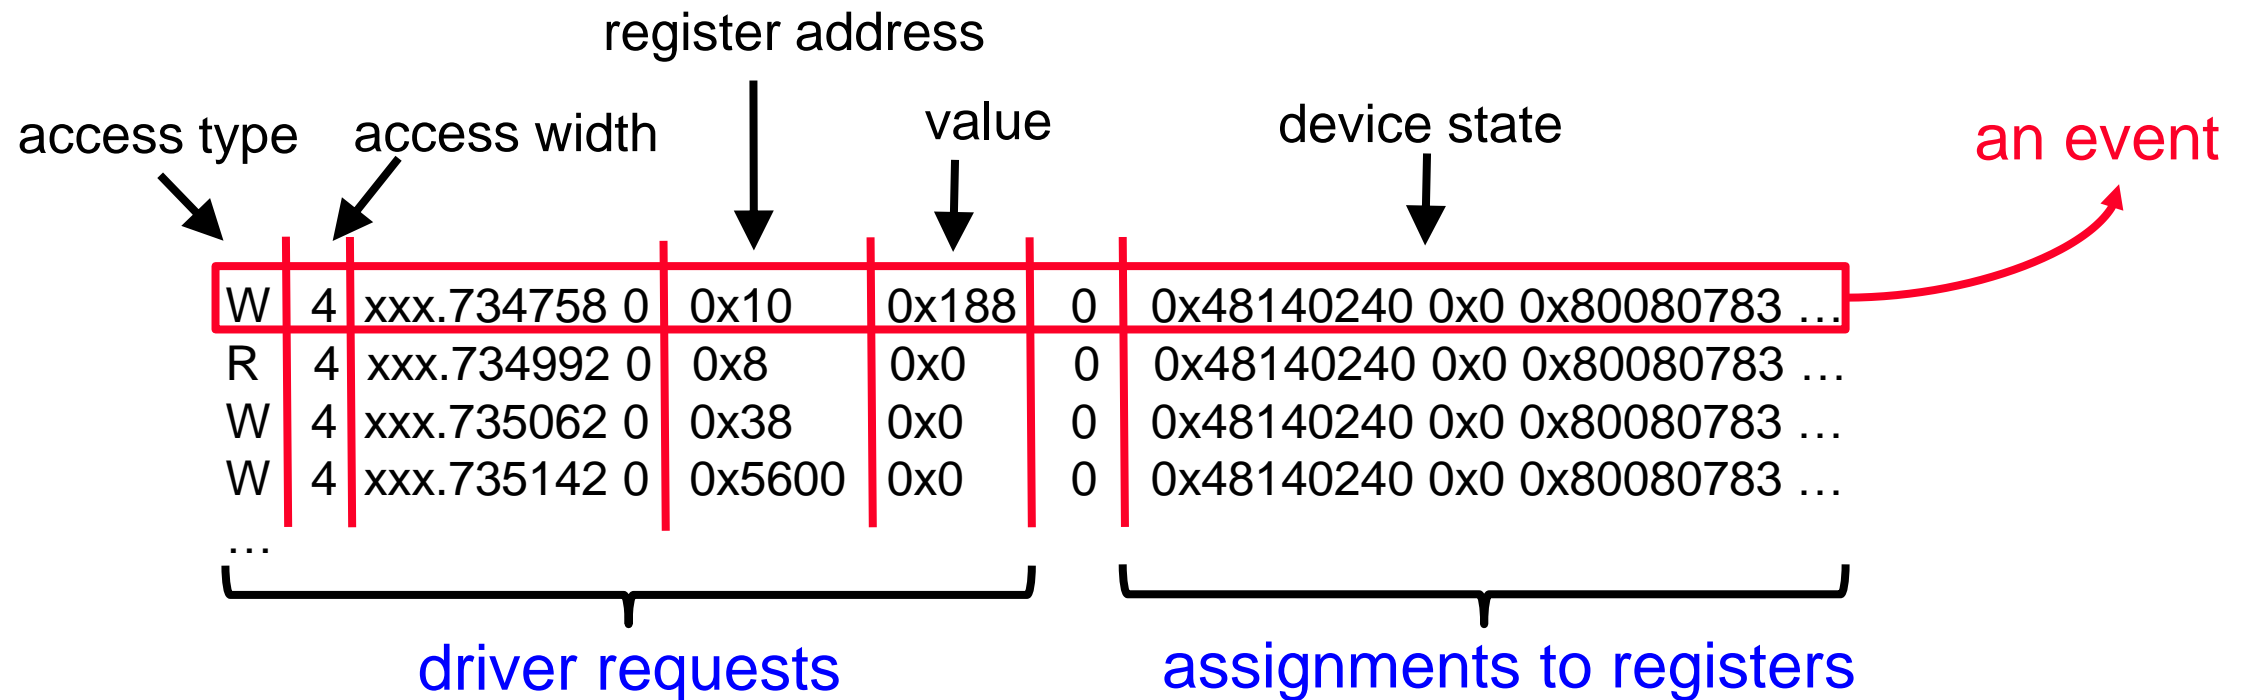 register address
access type access width value device state an event
W 4 xxx.734758 0 0x10 0x188 0 0x48140240 0x0 0x80080783 …
R 4 xxx.734992 0 0x8 0x0 0 0x48140240 0x0 0x80080783 …
W 4 xxx.735062 0 0x38 0x0 0 0x48140240 0x0 0x80080783 …
W 4 xxx.735142 0 0x5600 0x0 0 0x48140240 0x0 0x80080783 …
…
driver requests assignments to registers